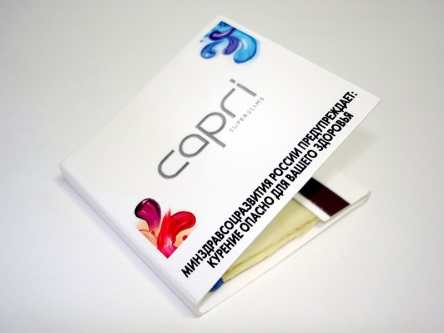 capri
SUPERSLIMS
МИНЗДРАВСОЦРАЗВИТИЯ РОССИИ ПРЕДУПРЕЖДАЕТ:
КУРЕНИЕ ОПАСНО ДЛЯ ВАШЕГО ЗДОРОВЬЯ